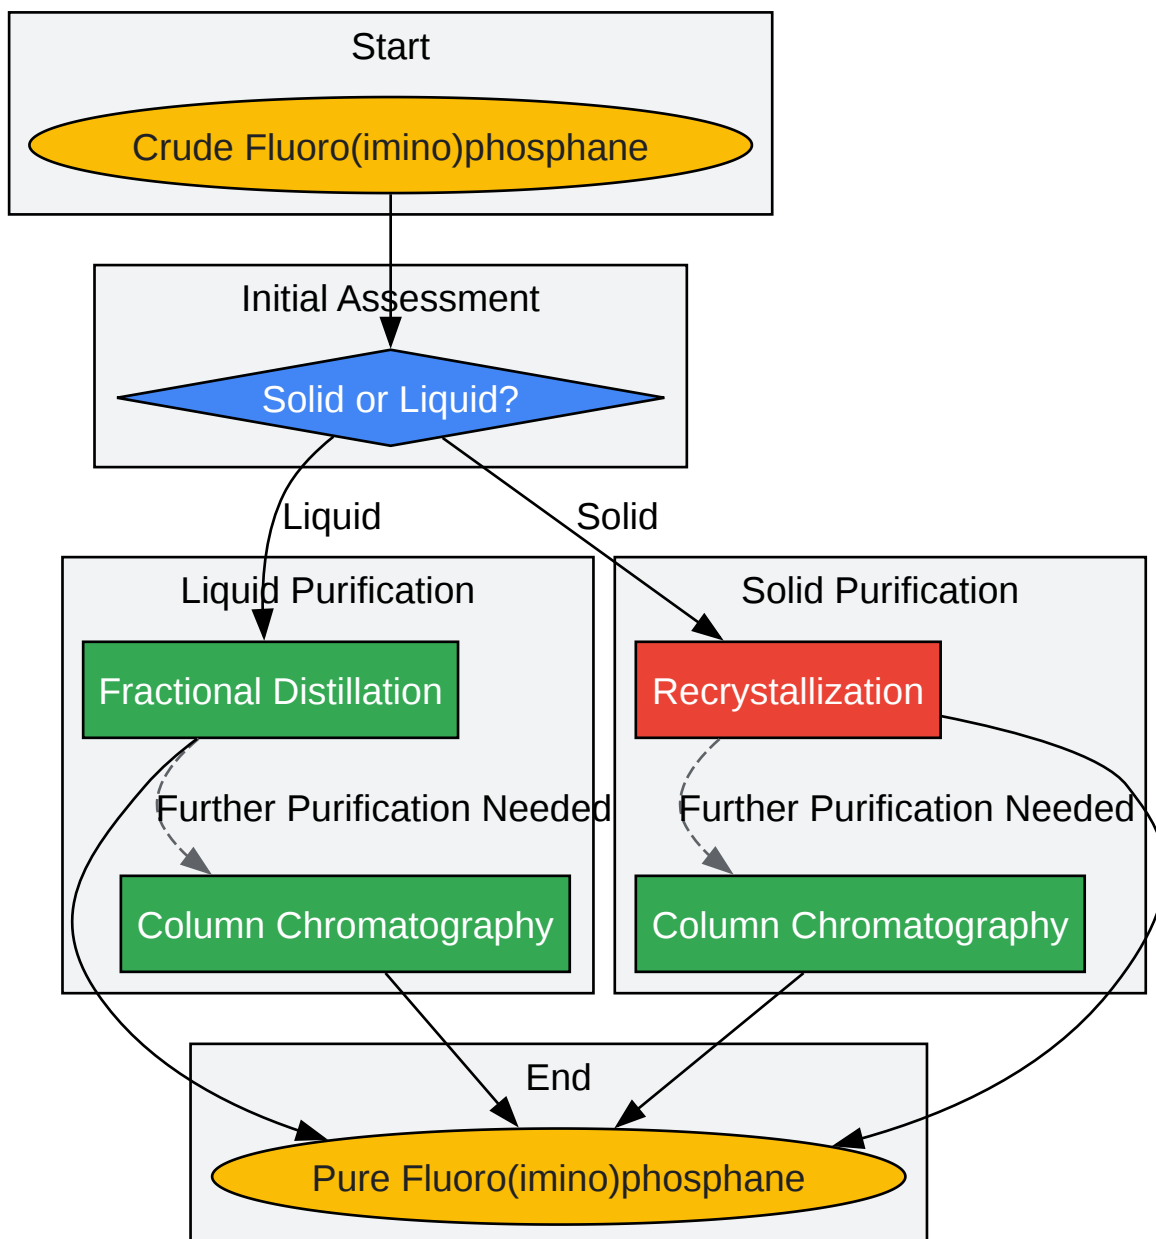 Start
Crude Fluoro(imino)phosphane
Initial Assessment
Solid or Liquid?
Liquid
Solid
Liquid Purification
Solid Purification
Fractional Distillation
Recrystallization
Further Purification Needed
Further Purification Needed
Column Chromatography
Column Chromatography
End
Pure Fluoro(imino)phosphane